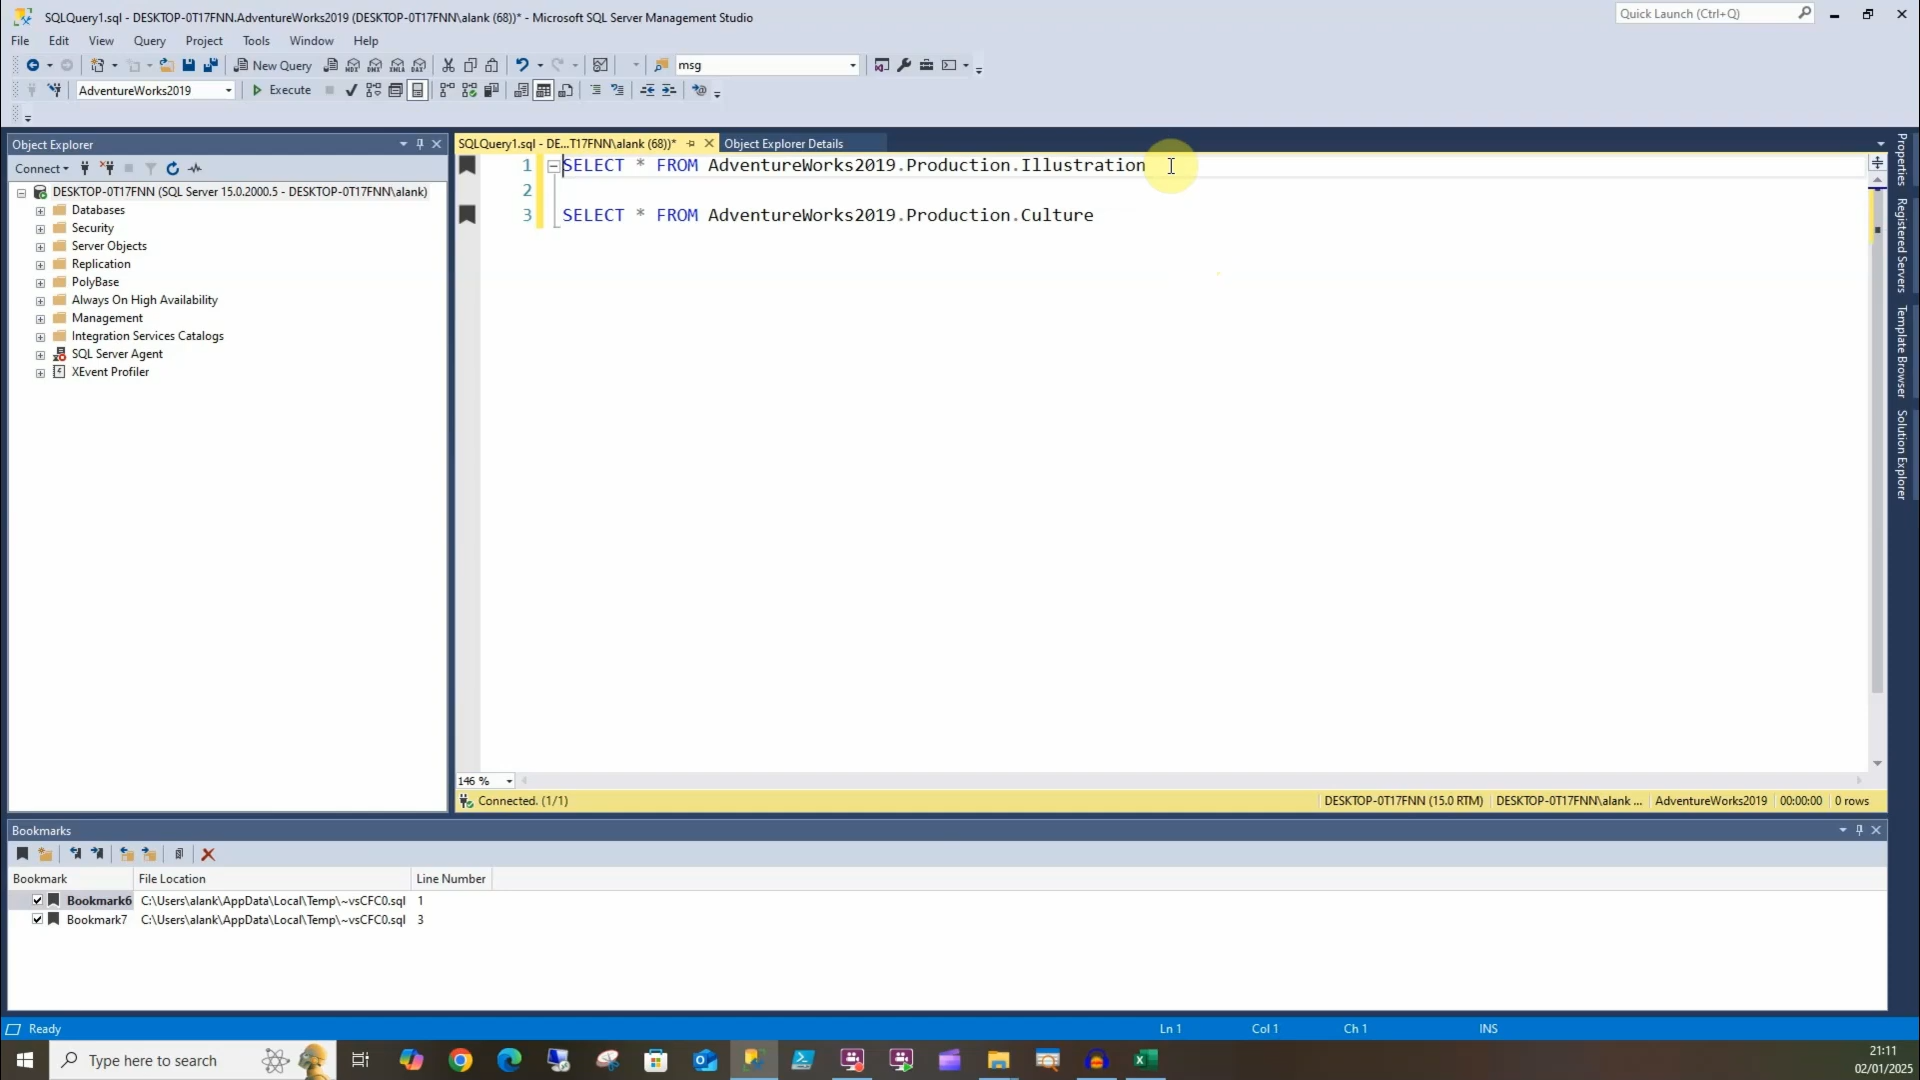 SQLQuery1.sql - DESKTOP-0T17FNN.AdventureWorks2019 (DESKTOP-0T17FNN\alank (68))* - Microsoft SQL Server Management Studio
Quick Launch (Ctrl+Q)
File Edit View Query Project Tools Window Help
New Query
msg
AdventureWorks2019
Execute
Object Explorer
Connect
DESKTOP-0T17FNN (SQL Server 15.0.2000.5 - DESKTOP-0T17FNN\alank)
Databases
Security
Server Objects
Replication
PolyBase
Always On High Availability
Management
Integration Services Catalogs
SQL Server Agent
XEvent Profiler
SQLQuery1.sql - DE...T17FNN\alank (68))*
Object Explorer Details
1 SELECT * FROM AdventureWorks2019.Production.Illustration
2
3 SELECT * FROM AdventureWorks2019.Production.Culture
Properties
Registered Servers
Template Browser
Solution Explorer
146 %
Connected. (1/1)
DESKTOP-0T17FNN (15.0 RTM) DESKTOP-0T17FNN\alank ... AdventureWorks2019 00:00:00 0 rows
Bookmarks
Bookmark File Location Line Number
Bookmark6 C:\Users\alank\AppData\Local\Temp\~vsCFC0.sql 1
Bookmark7 C:\Users\alank\AppData\Local\Temp\~vsCFC0.sql 3
Ready
Ln 1 Col 1 Ch 1 INS
Type here to search
21:11
02/01/2025